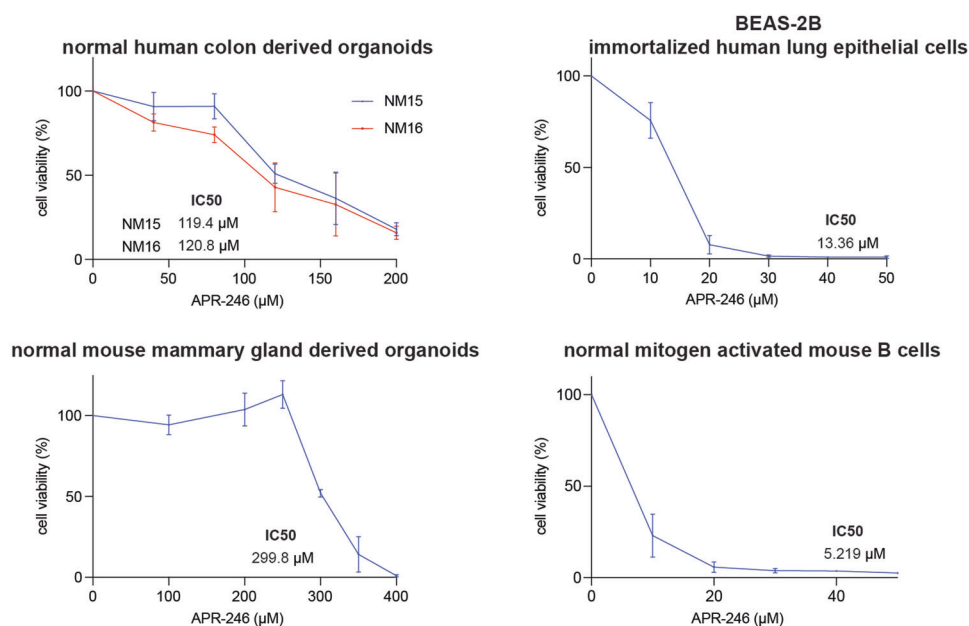 normal human colon derived organoids
100
50
0
cell viability (%)
NM15
NM16
IC50
NM15 119.4 µM
NM16 120.8 µM
0 50 100 150 200
APR-246 (µM)
BEAS-2B
immortalized human lung epithelial cells
100
50
0
cell viability (%)
IC50
13.36 µM
0 10 20 30 40 50
APR-246 (µM)
normal mouse mammary gland derived organoids
100
50
0
cell viability (%)
IC50
299.8 µM
0 100 200 300 400
APR-246 (µM)
normal mitogen activated mouse B cells
100
50
0
cell viability (%)
IC50
5.219 µM
0 20 40
APR-246 (µM)